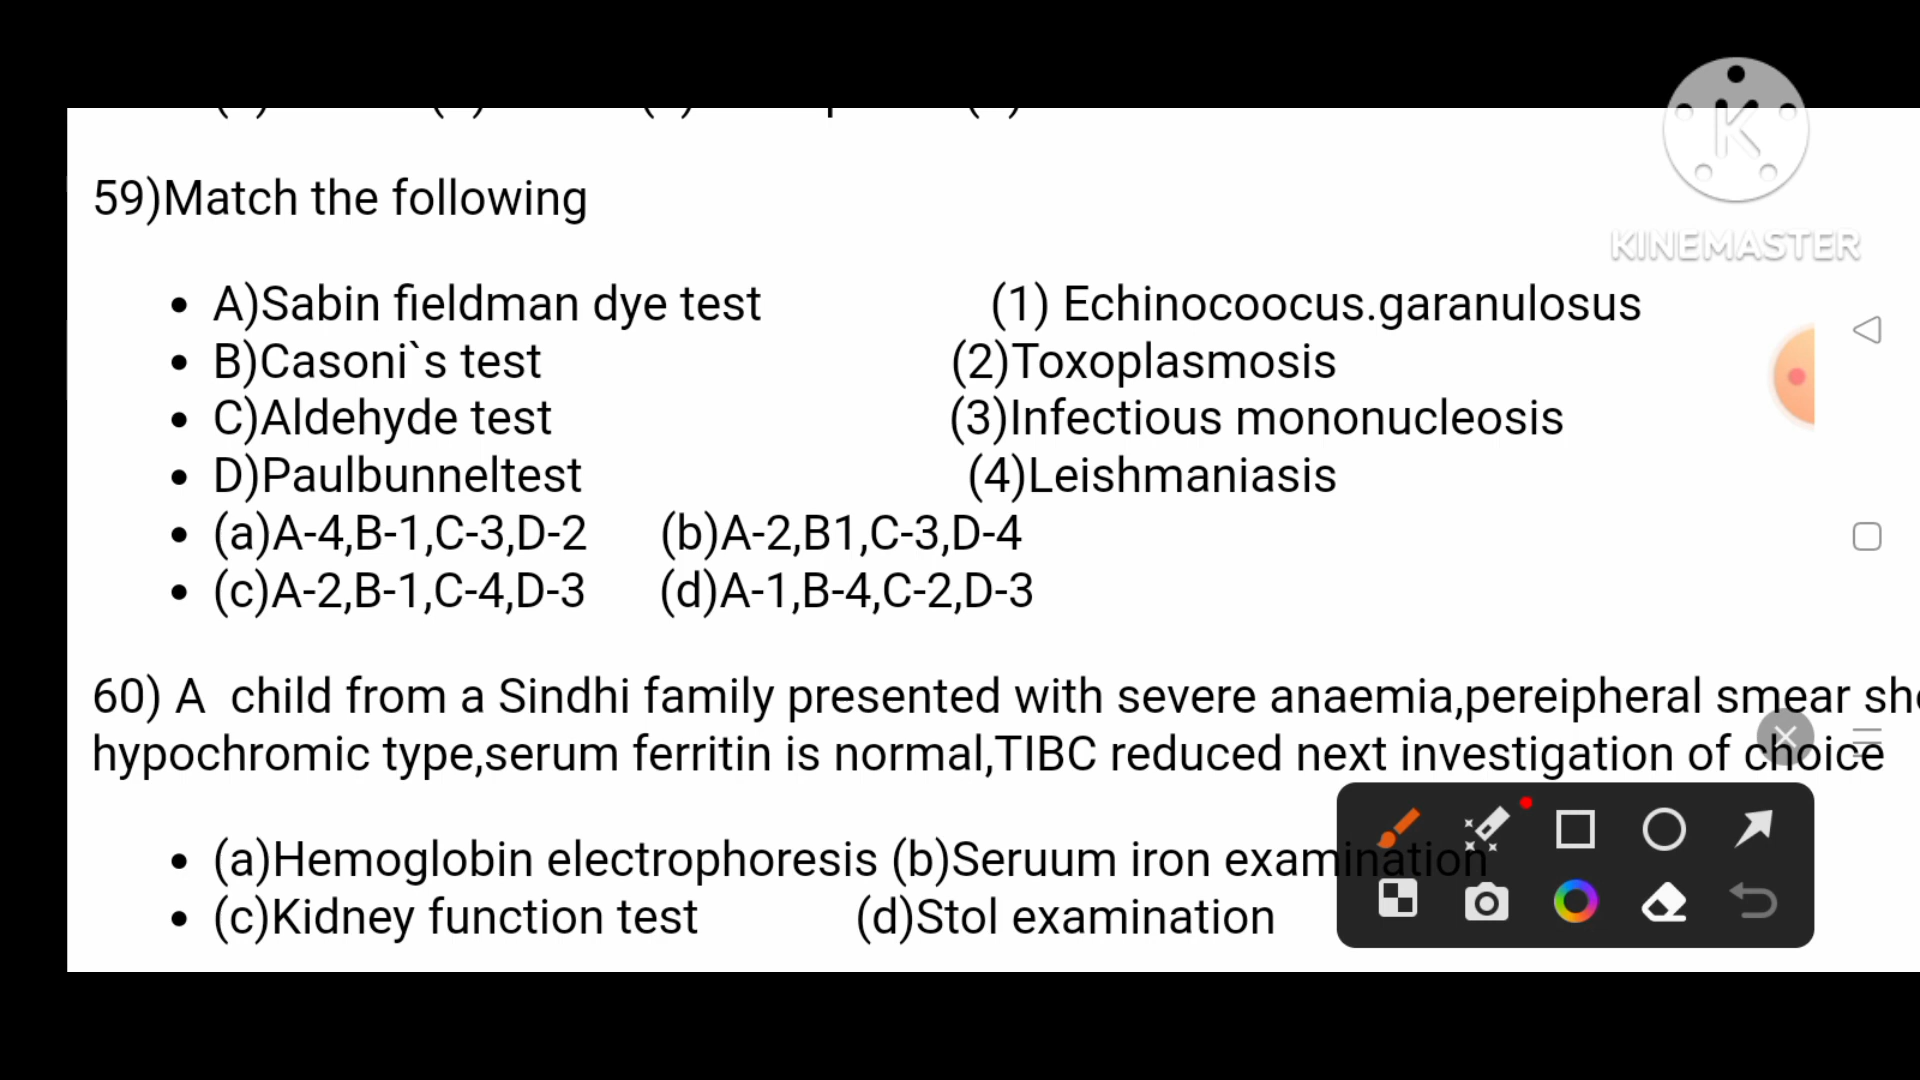 KINEMASTER
59)Match the following
• A)Sabin fieldman dye test (1) Echinocoocus.garanulosus
• B)Casoni`s test (2)Toxoplasmosis
• C)Aldehyde test (3)Infectious mononucleosis
• D)Paulbunneltest (4)Leishmaniasis
• (a)A-4,B-1,C-3,D-2 (b)A-2,B1,C-3,D-4
• (c)A-2,B-1,C-4,D-3 (d)A-1,B-4,C-2,D-3
60) A child from a Sindhi family presented with severe anaemia,pereipheral smear
hypochromic type,serum ferritin is normal,TIBC reduced next investigation of choice
• (a)Hemoglobin electrophoresis (b)Seruum iron examination
• (c)Kidney function test (d)Stol examination